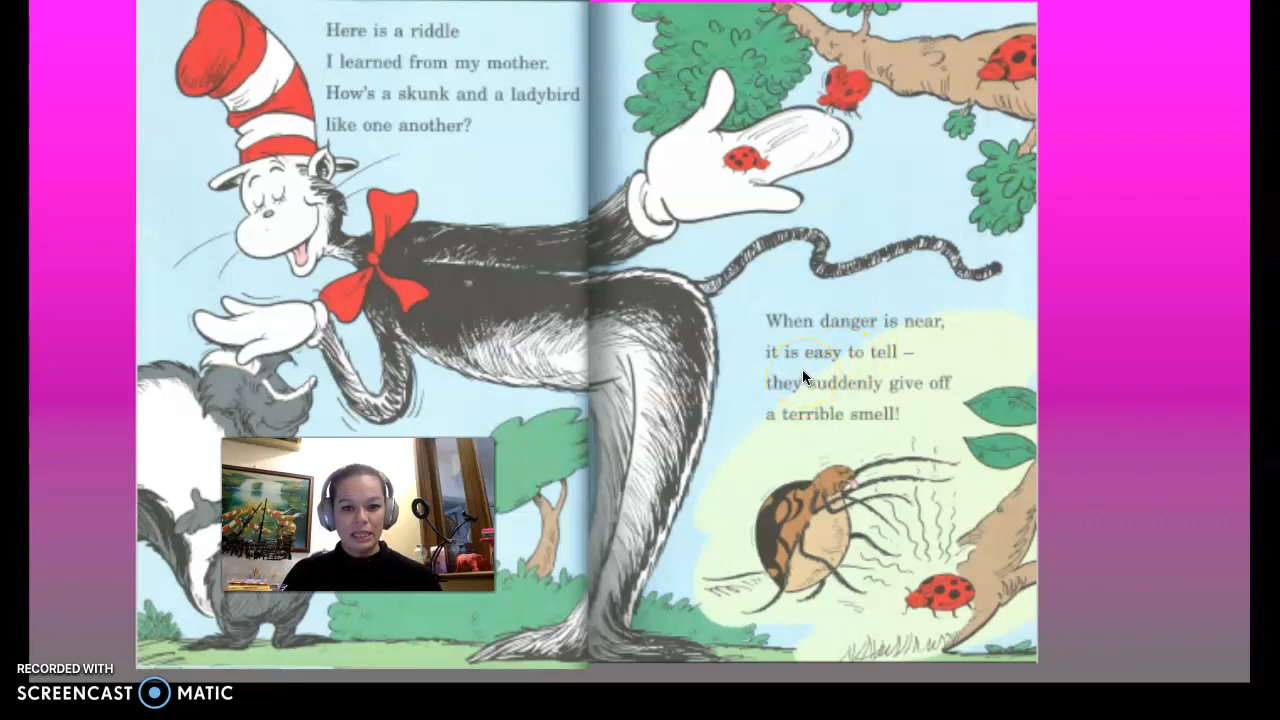 Here is a riddle
I learned from my mother.
How's a skunk and a ladybird
like one another?
When danger is near,
it is easy to tell –
they suddenly give off
a terrible smell!
RECORDED WITH
SCREENCAST MATIC